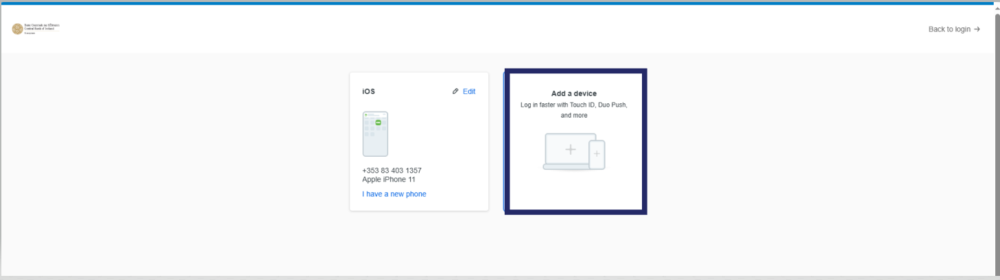 Banc Ceannais na hÉireann
Central Bank of Ireland
Eurosystem
Back to login →
iOS
Edit
+353 83 403 1357
Apple iPhone 11
I have a new phone
Add a device
Log in faster with Touch ID, Duo Push,
and more